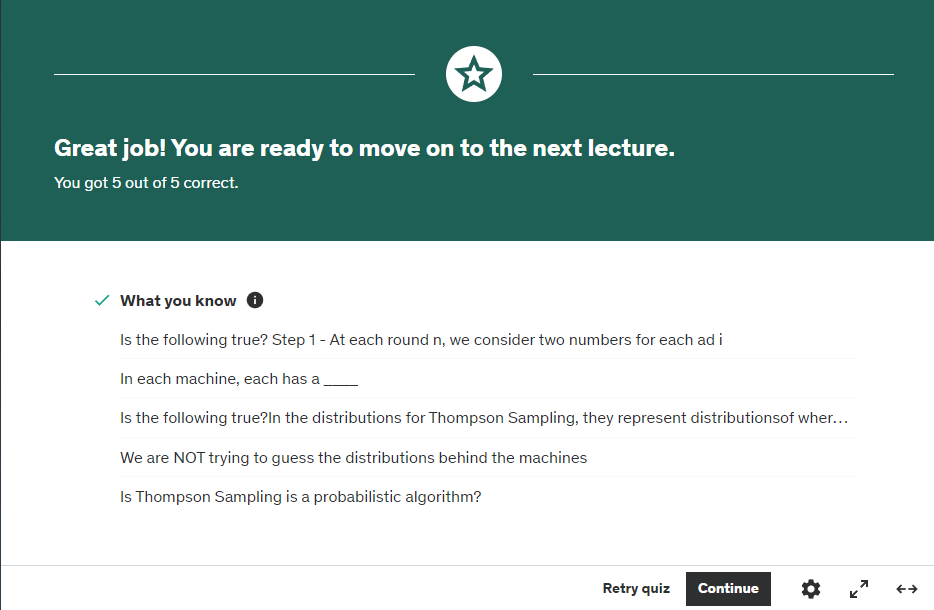 Great job! You are ready to move on to the next lecture.
You got 5 out of 5 correct.
What you know
Is the following true? Step 1 - At each round n, we consider two numbers for each ad i
In each machine, each has a ____
Is the following true?In the distributions for Thompson Sampling, they represent distributionsof wher...
We are NOT trying to guess the distributions behind the machines
Is Thompson Sampling is a probabilistic algorithm?
Retry quiz Continue